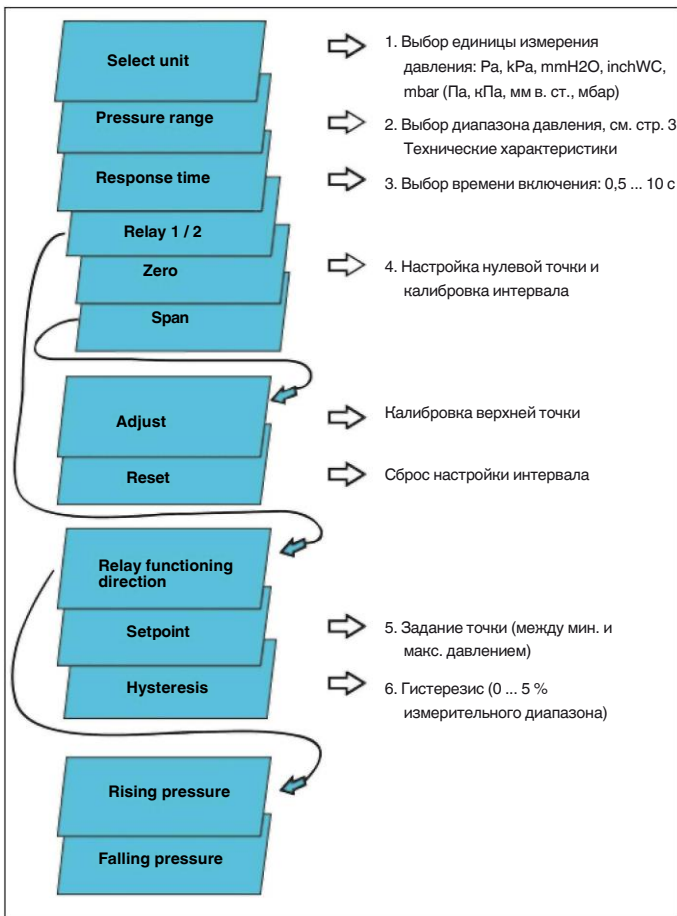 Select unit
1. Выбор единицы измерения
давления: Pa, kPa, mmH2O, inchWC,
mbar (Па, кПа, мм в. ст., мбар)
Pressure range
2. Выбор диапазона давления, см. стр. 3
Технические характеристики
Response time
3. Выбор времени включения: 0,5 ... 10 с
Relay 1 / 2
Zero
4. Настройка нулевой точки и
калибровка интервала
Span
Adjust
Калибровка верхней точки
Reset
Сброс настройки интервала
Relay functioning
direction
Setpoint
5. Задание точки (между мин. и
макс. давлением)
Hysteresis
6. Гистерезис (0 ... 5 %
измерительного диапазона)
Rising pressure
Falling pressure